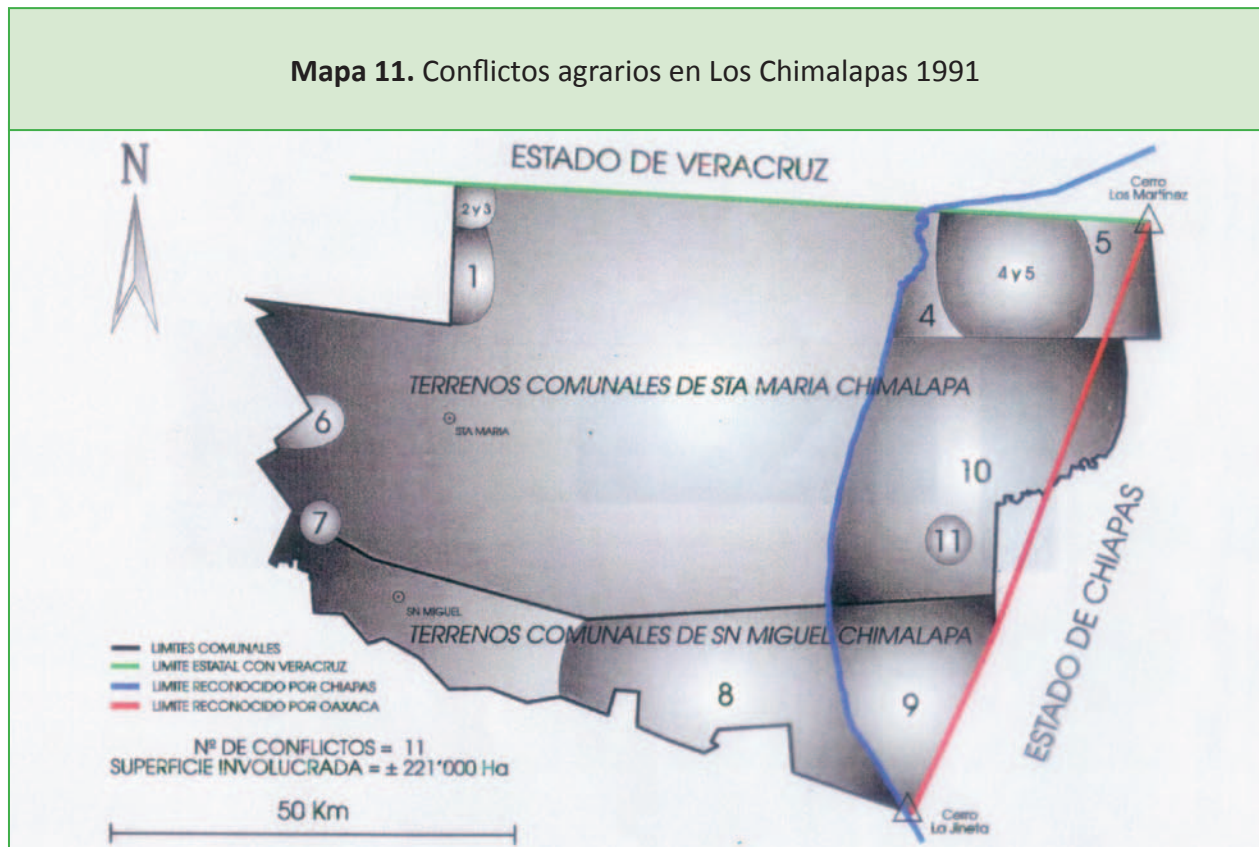 Mapa 11. Conflictos agrarios en Los Chimalapas 1991
N
ESTADO DE VERACRUZ
Cerro
Los Martinez
2 y 3
1
5
4 y 5
4
TERRENOS COMUNALES DE STA MARIA CHIMALAPA
6
STA MARIA
10
7
11
SN MIGUEL
TERRENOS COMUNALES DE SN MIGUEL CHIMALAPA
ESTADO DE CHIAPAS
LIMITES COMUNALES
LIMITE ESTATAL CON VERACRUZ
LIMITE RECONOCIDO POR CHIAPAS
LIMITE RECONOCIDO POR OAXACA
8
9
Nº DE CONFLICTOS = 11
SUPERFICIE INVOLUCRADA = ± 221'000 Ha
50 Km
Cerro
La Jineta